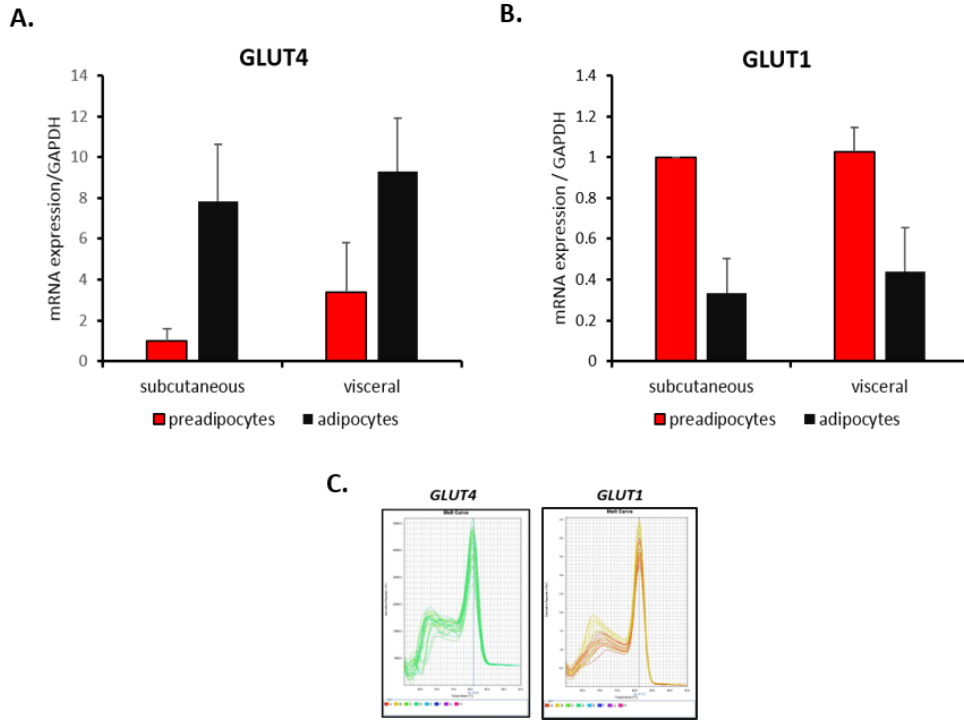 A.
GLUT4
mRNA expression/GAPDH
14
12
10
8
6
4
2
0
subcutaneous
visceral
preadipocytes
adipocytes
B.
GLUT1
mRNA expression / GAPDH
1.4
1.2
1
0.8
0.6
0.4
0.2
0
subcutaneous
visceral
preadipocytes
adipocytes
C.
GLUT4
Melt Curve
GLUT1
Melt Curve